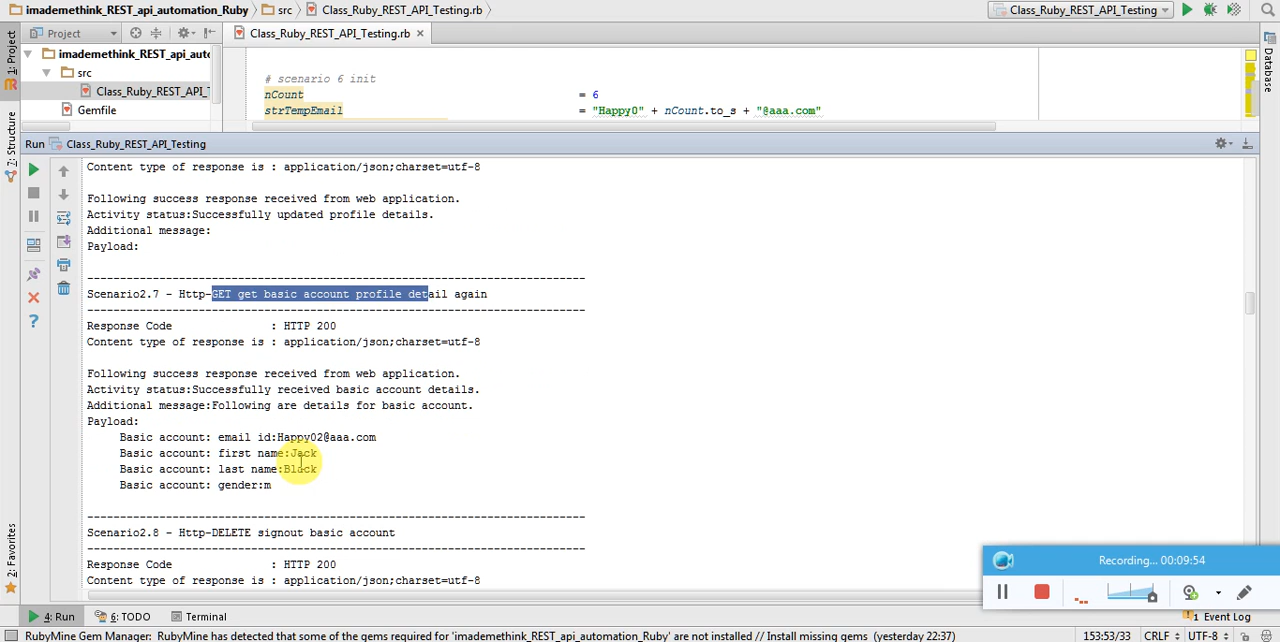 imademethink_REST_api_automation_Ruby src Class_Ruby_REST_API_Testing.rb Class_Ruby_REST_API_Testing
Project Class_Ruby_REST_API_Testing.rb
imademethink_REST_api_auto
src
Class_Ruby_REST_API_T
Gemfile
# scenario 6 init
nCount = 6
strTempEmail = "Happy0" + nCount.to_s + "@aaa.com"
1: Project
7: Structure
2: Favorites
Database
Run Class_Ruby_REST_API_Testing
Content type of response is : application/json;charset=utf-8
Following success response received from web application.
Activity status:Successfully updated profile details.
Additional message:
Payload:
------------------------------------------------------------------------
Scenario2.7 - Http-GET get basic account profile detail again
------------------------------------------------------------------------
Response Code : HTTP 200
Content type of response is : application/json;charset=utf-8
Following success response received from web application.
Activity status:Successfully received basic account details.
Additional message:Following are details for basic account.
Payload:
Basic account: email id:Happy02@aaa.com
Basic account: first name:Jack
Basic account: last name:Black
Basic account: gender:m
------------------------------------------------------------------------
Scenario2.8 - Http-DELETE signout basic account
------------------------------------------------------------------------
Response Code : HTTP 200
Content type of response is : application/json;charset=utf-8
Recording... 00:09:54
4: Run 6: TODO Terminal 1 Event Log
RubyMine Gem Manager: RubyMine has detected that some of the gems required for 'imademethink_REST_api_automation_Ruby' are not installed // Install missing gems (yesterday 22:37) 153:53/33 CRLF UTF-8